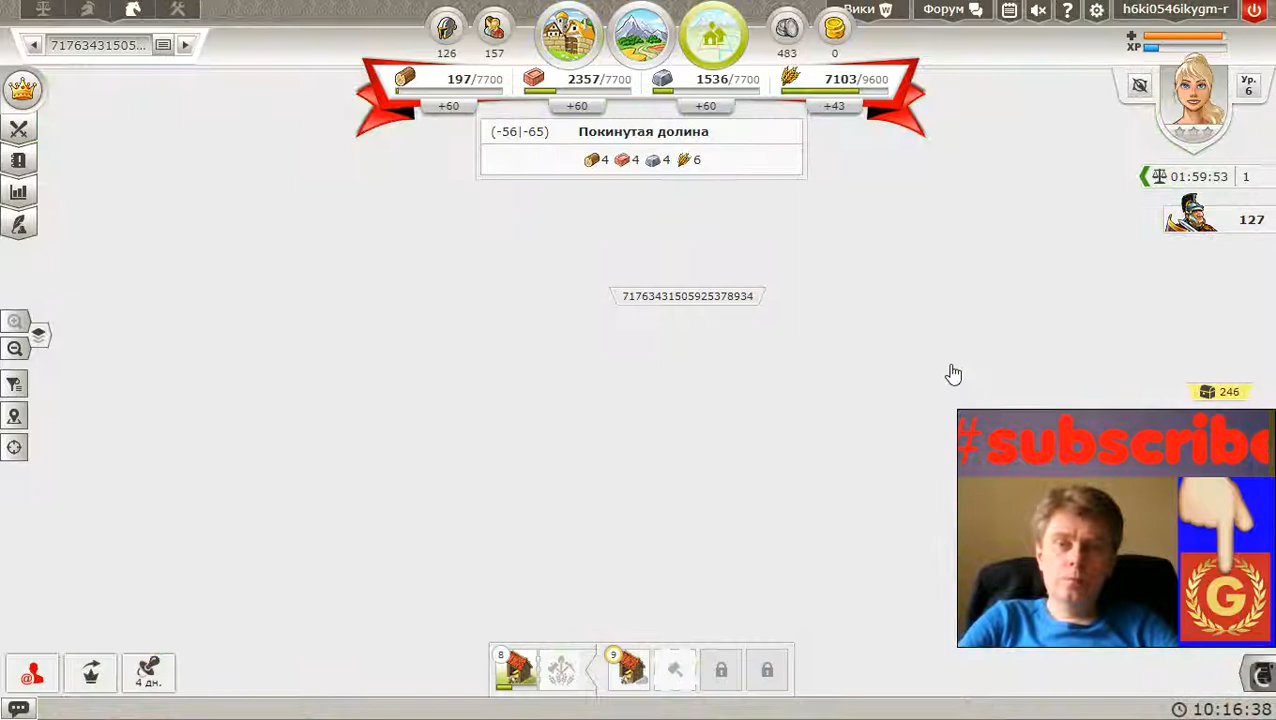 Вики
Форум
h6ki0546ikygm-r
71763431505...
126
157
483
0
197/7700
2357/7700
1536/7700
7103/9600
+60
+60
+60
+43
XP
Ур.
6
(-56|-65) Покинутая долина
4 4 4 6
01:59:53 1
127
71763431505925378934
246
#subscribe
G
@
4 дн.
8
9
10:16:38